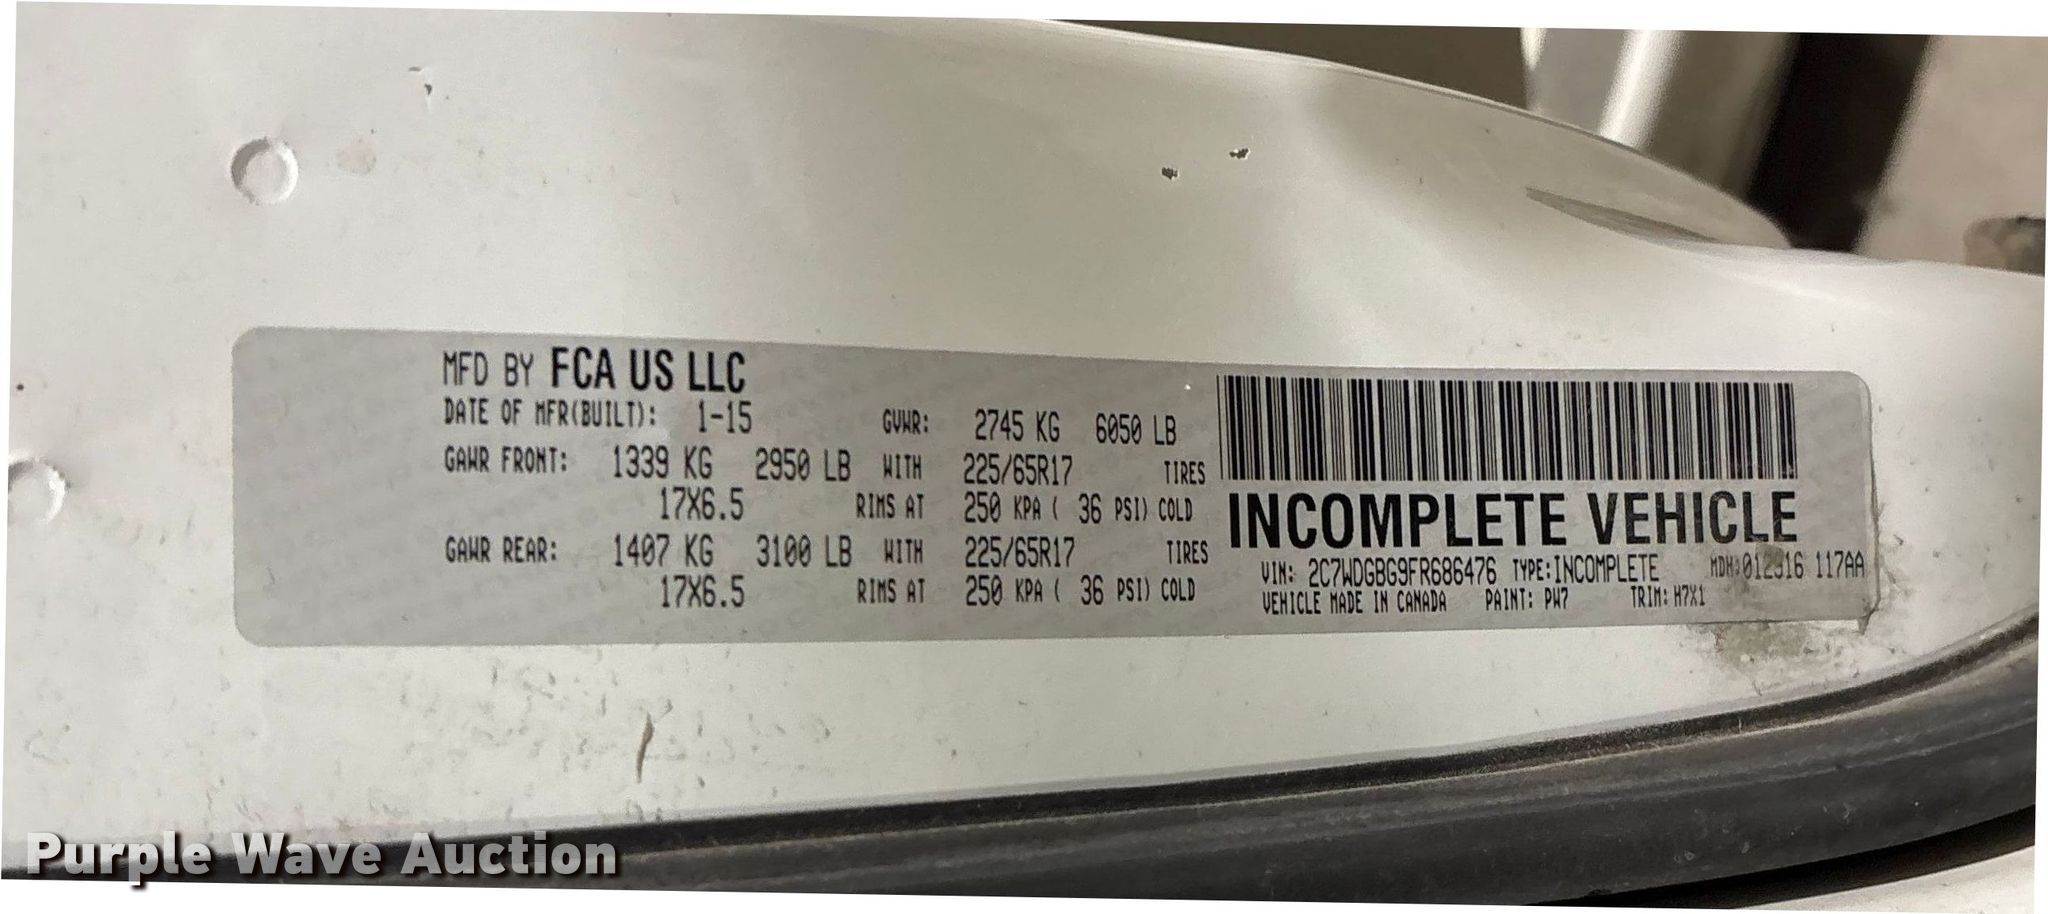 MFD BY FCA US LLC
DATE OF MFR(BUILT): 1-15 GVWR: 2745 KG 6050 LB
GAWR FRONT: 1339 KG 2950 LB WITH 225/65R17 TIRES
17X6.5 RIMS AT 250 KPA ( 36 PSI) COLD
GAWR REAR: 1407 KG 3100 LB WITH 225/65R17 TIRES
17X6.5 RIMS AT 250 KPA ( 36 PSI) COLD
INCOMPLETE VEHICLE
VIN: 2C7WDGBG9FR686476 TYPE:INCOMPLETE MDH: 117AA
VEHICLE MADE IN CANADA PAINT: PW7 TRIM: H7X1
Purple Wave Auction